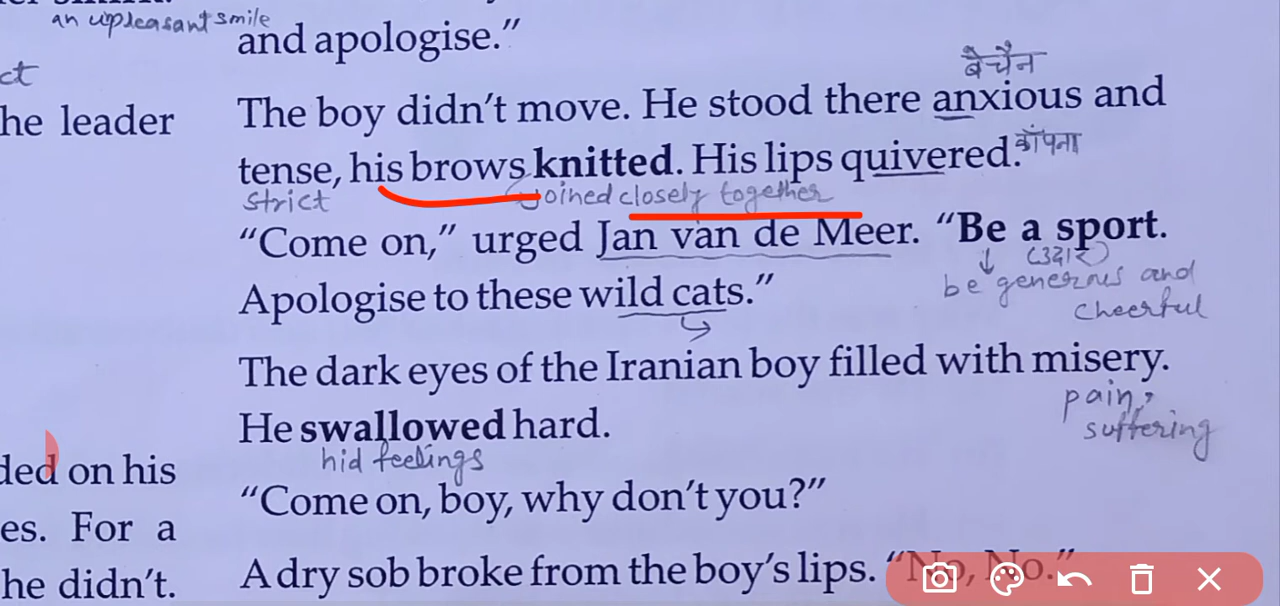 an unpleasant smile
and apologise.”
ct
बेचैन
he leader
The boy didn’t move. He stood there anxious and
tense, his brows knitted. His lips quivered. काँपना
strict joined closely together
“Come on,” urged Jan van de Meer. “Be a sport.
(उदार)
be generous and
cheerful
Apologise to these wild cats.”
The dark eyes of the Iranian boy filled with misery.
pain,
suffering
He swallowed hard.
hid feelings
ded on his
“Come on, boy, why don’t you?”
es. For a
he didn’t.
A dry sob broke from the boy’s lips. “No, No.”